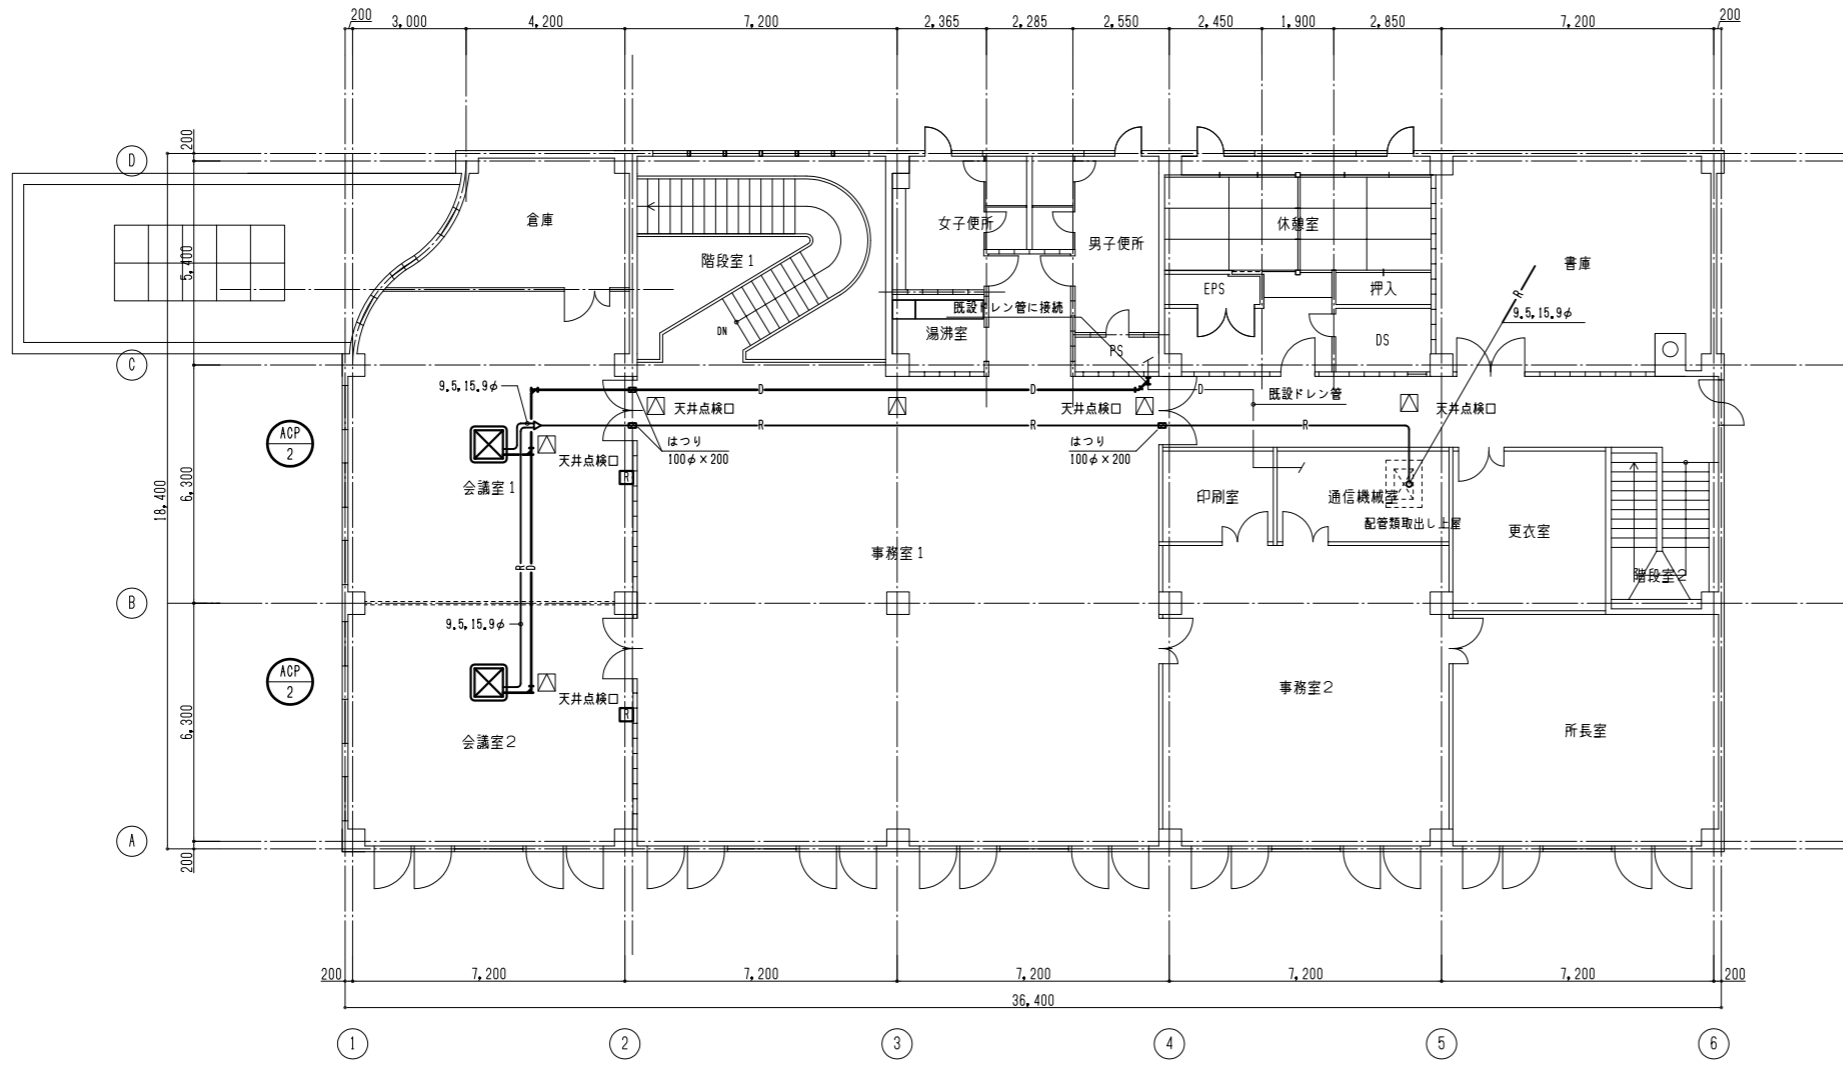 200
3,000
4,200
7,200
2,365
2,285
2,550
2,450
1,900
2,850
7,200
200
200
D
倉庫
女子便所
男子便所
休憩室
書庫
階段室1
5,400
EPS
押入
R
既設ドレン管に接続
9.5,15.9φ
DN
湯沸室
PS
DS
C
9.5,15.9φ
D
D
D
既設ドレン管
天井点検口
天井点検口
天井点検口
R
R
R
ACP
2
はつり
100φ×200
はつり
100φ×200
天井点検口
R
会議室1
6,300
18,400
印刷室
通信機械室
配管類取出し上屋
更衣室
事務室1
R
D
階段室2
B
9.5,15.9φ
ACP
2
天井点検口
事務室2
R
6,300
会議室2
所長室
A
200
200
7,200
7,200
7,200
7,200
7,200
200
36,400
1
2
3
4
5
6